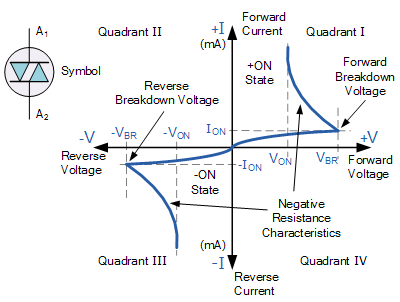 A1
Symbol
A2
Quadrant II
+I
(mA)
Forward
Current
Quadrant I
+ON
State
Forward
Breakdown
Voltage
Reverse
Breakdown Voltage
-V
-VBR
-VON
ION
+V
Reverse
Voltage
-ION
VON
VBR
Forward
Voltage
-ON
State
Negative
Resistance
Characteristics
Quadrant III
(mA)
-I
Reverse
Current
Quadrant IV